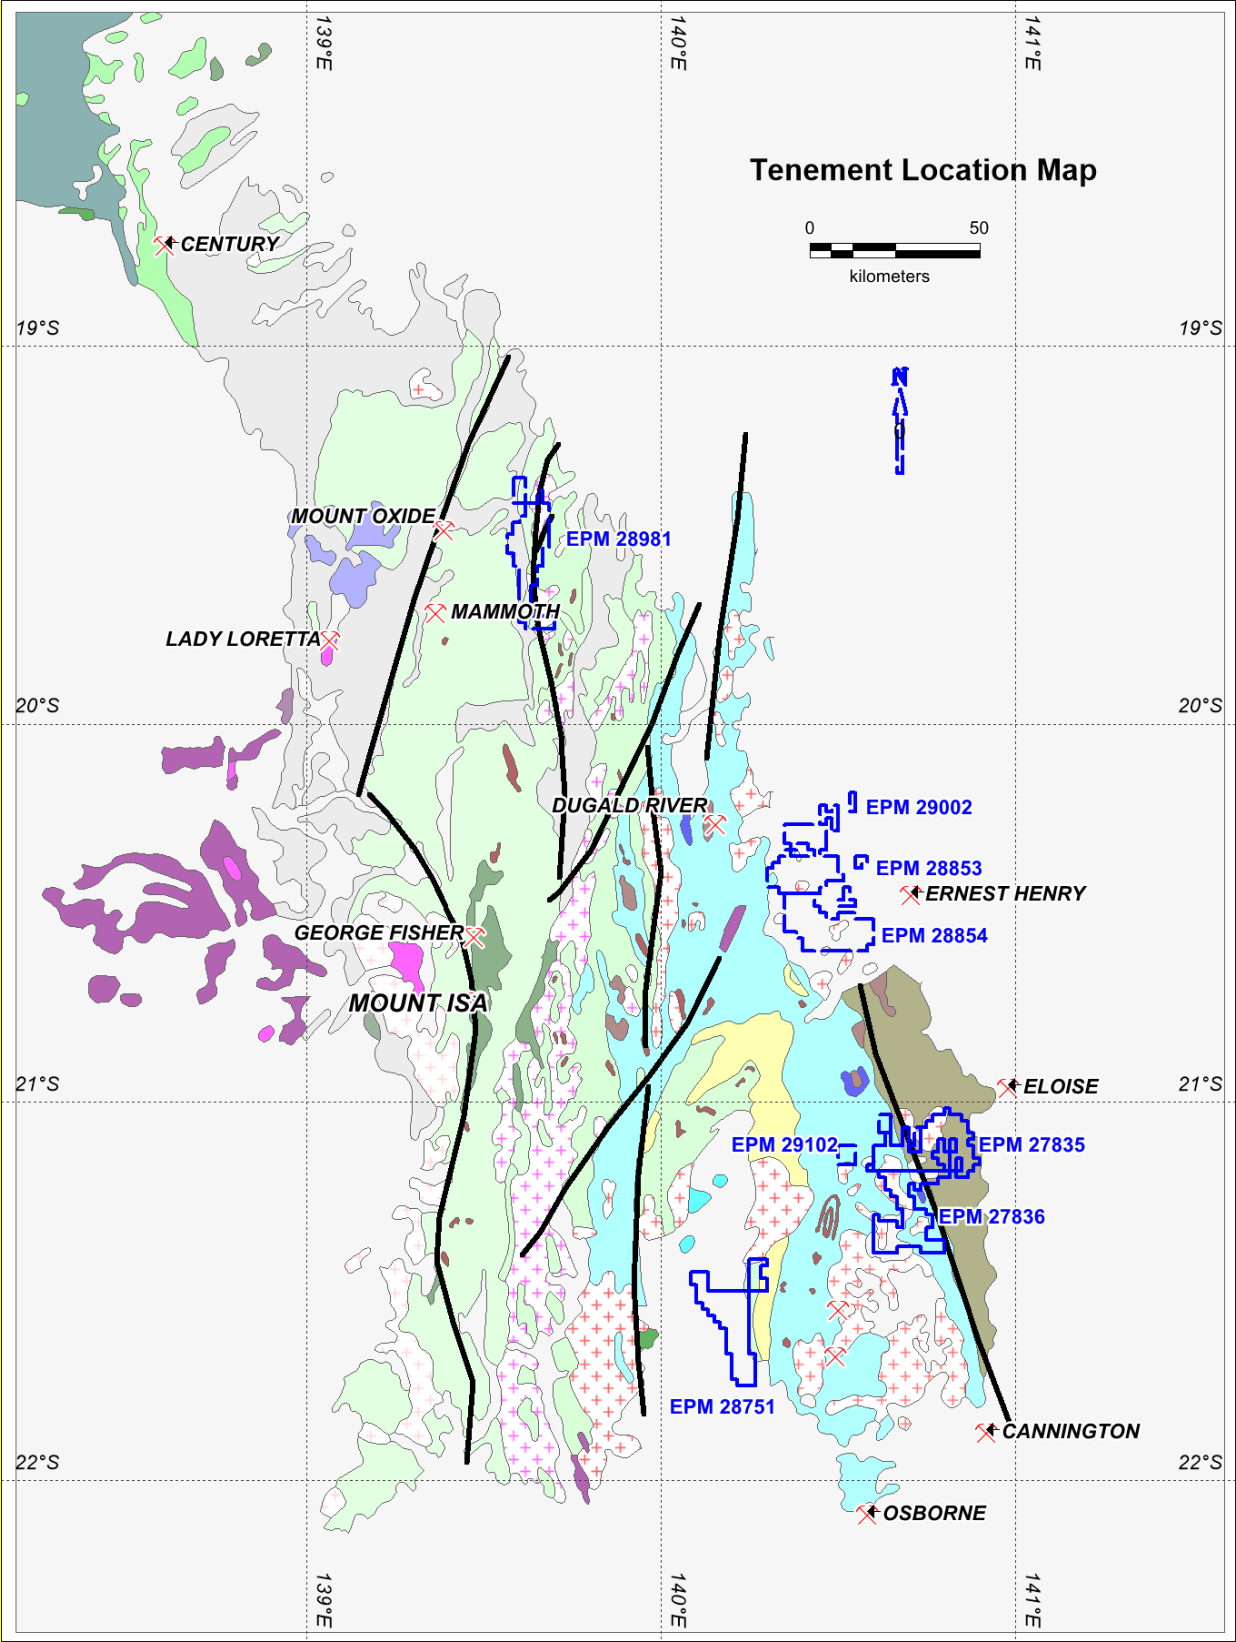 139°E
140°E
141°E
Tenement Location Map
0 50
kilometers
CENTURY
19°S 19°S
N
0
MOUNT OXIDE
EPM 28981
MAMMOTH
LADY LORETTA
20°S 20°S
DUGALD RIVER
EPM 29002
EPM 28853
ERNEST HENRY
GEORGE FISHER
EPM 28854
MOUNT ISA
21°S 21°S
ELOISE
EPM 29102
EPM 27835
EPM 27836
EPM 28751
CANNINGTON
22°S 22°S
OSBORNE
139°E
140°E
141°E